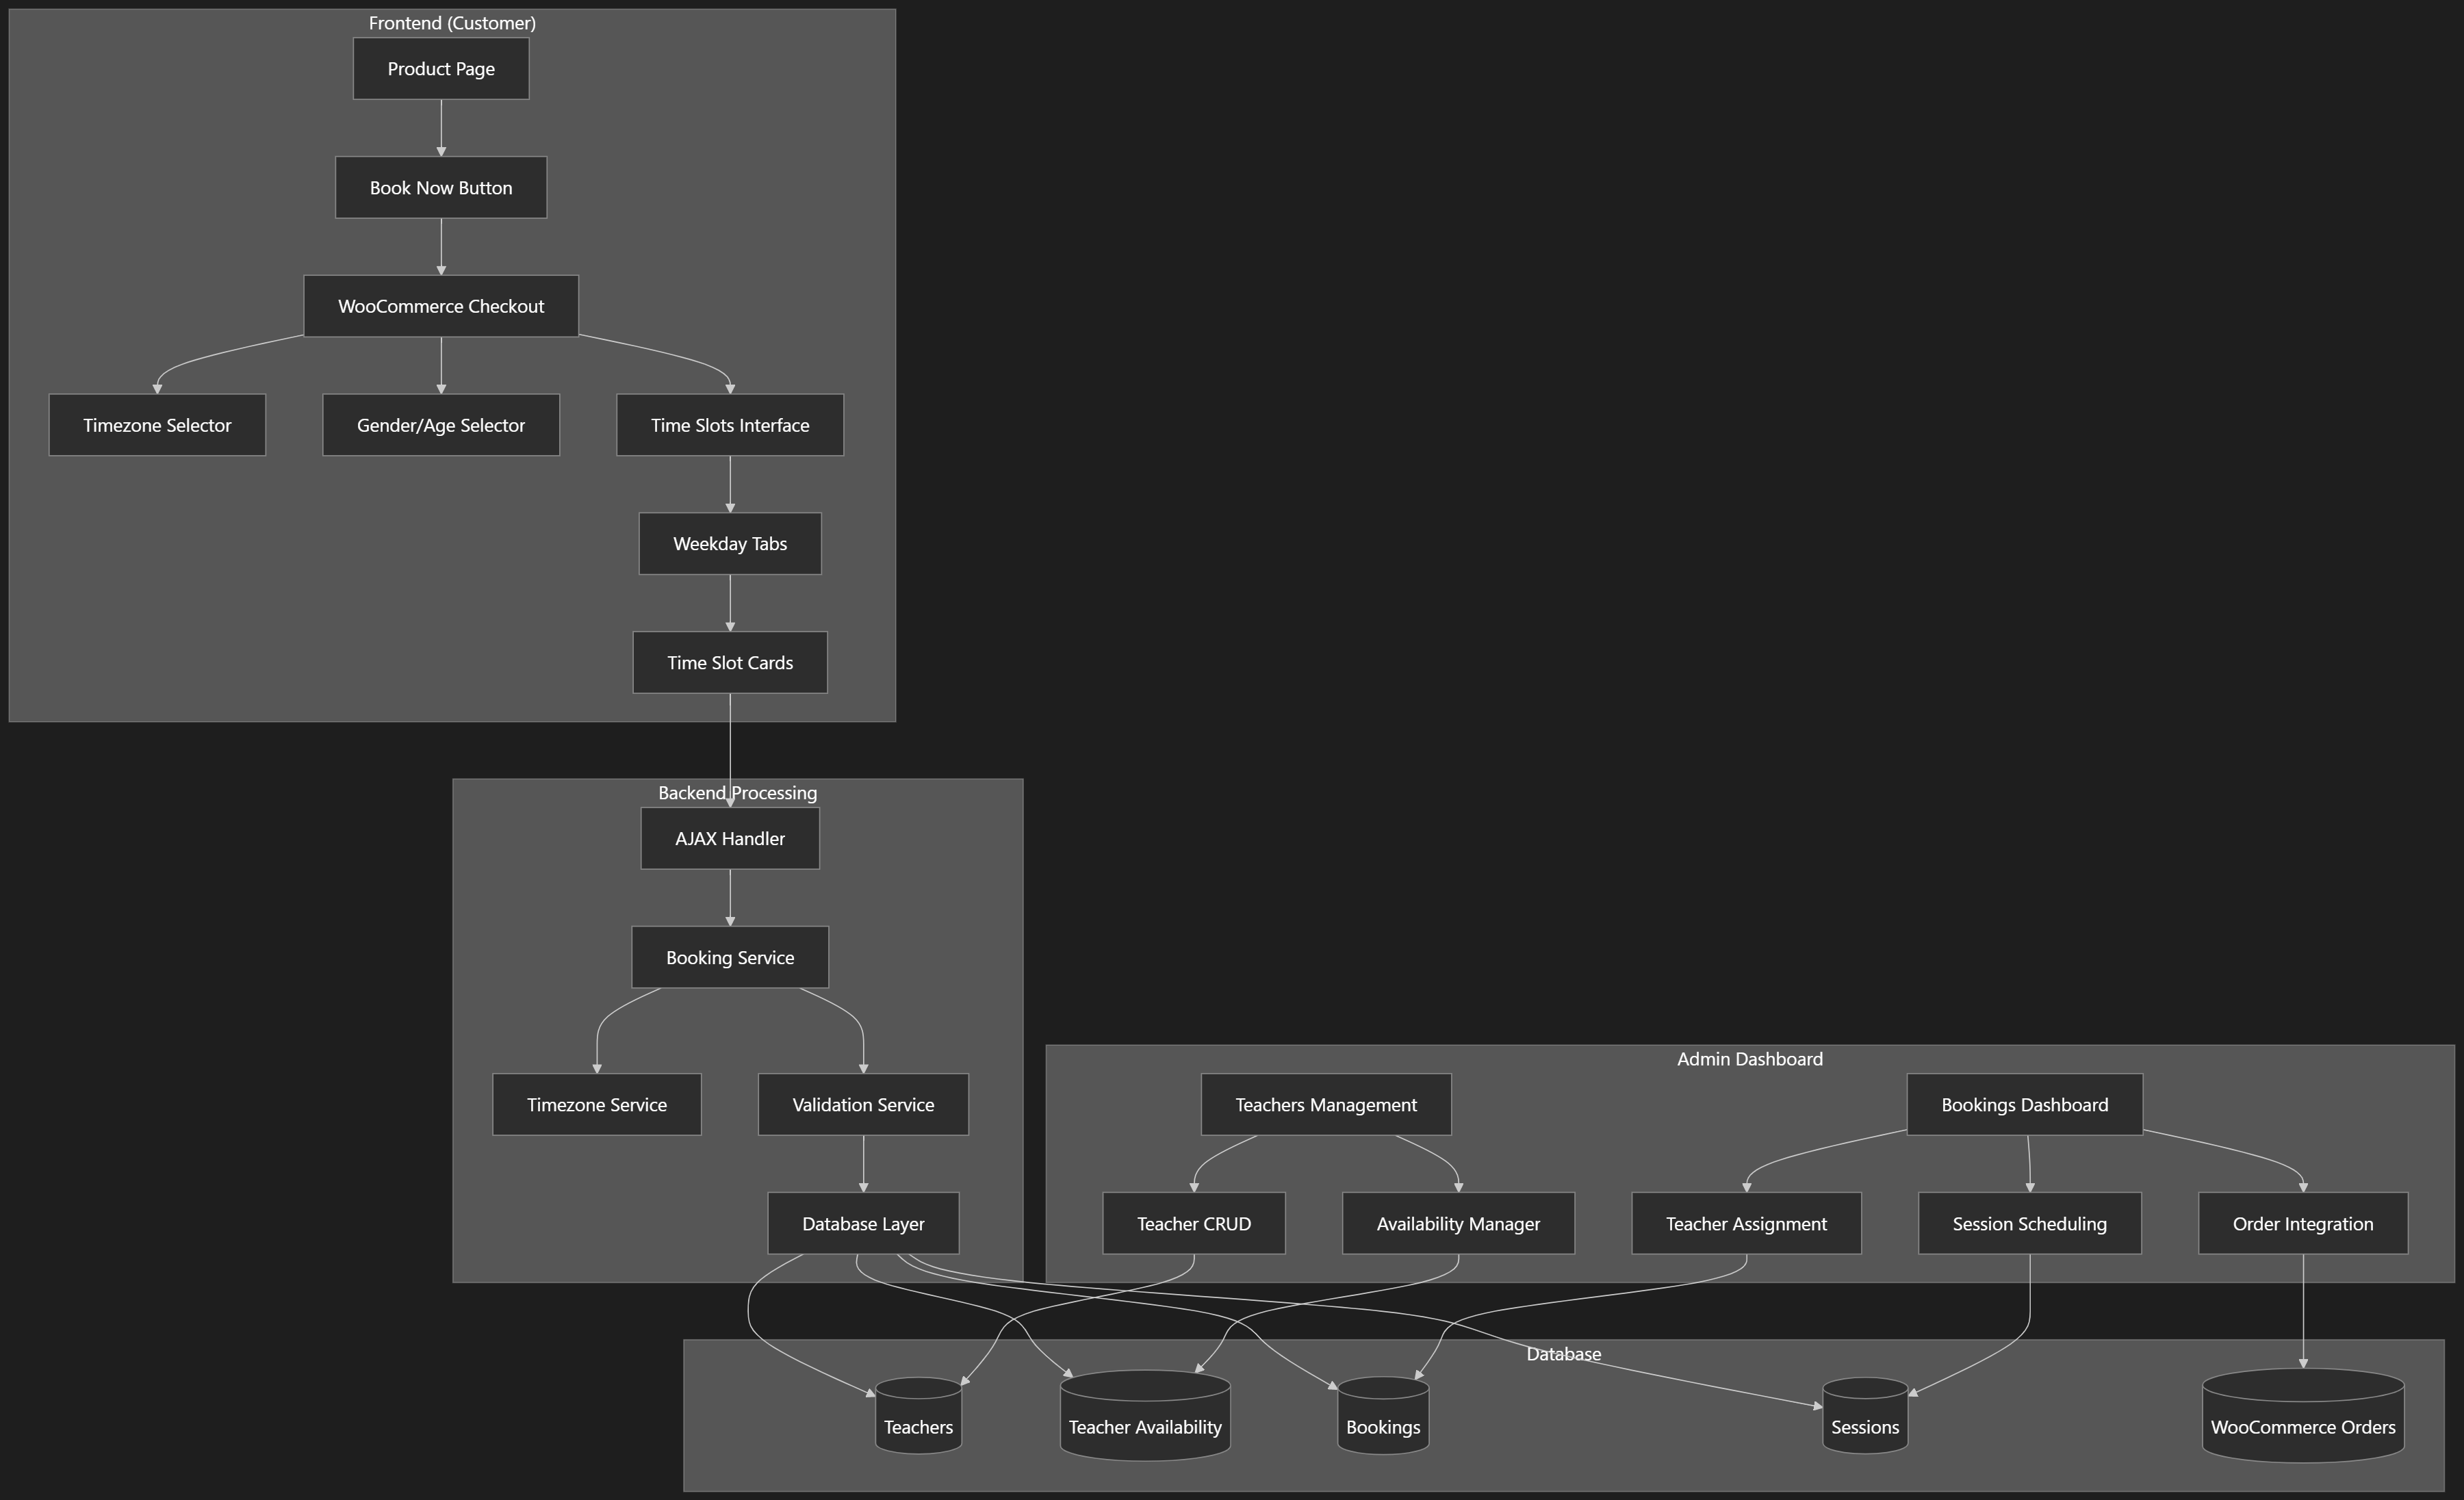 Frontend (Customer)
Product Page
Book Now Button
WooCommerce Checkout
Timezone Selector
Gender/Age Selector
Time Slots Interface
Weekday Tabs
Time Slot Cards
Backend Processing
AJAX Handler
Booking Service
Timezone Service
Validation Service
Database Layer
Admin Dashboard
Teachers Management
Bookings Dashboard
Teacher CRUD
Availability Manager
Teacher Assignment
Session Scheduling
Order Integration
Database
Teachers
Teacher Availability
Bookings
Sessions
WooCommerce Orders